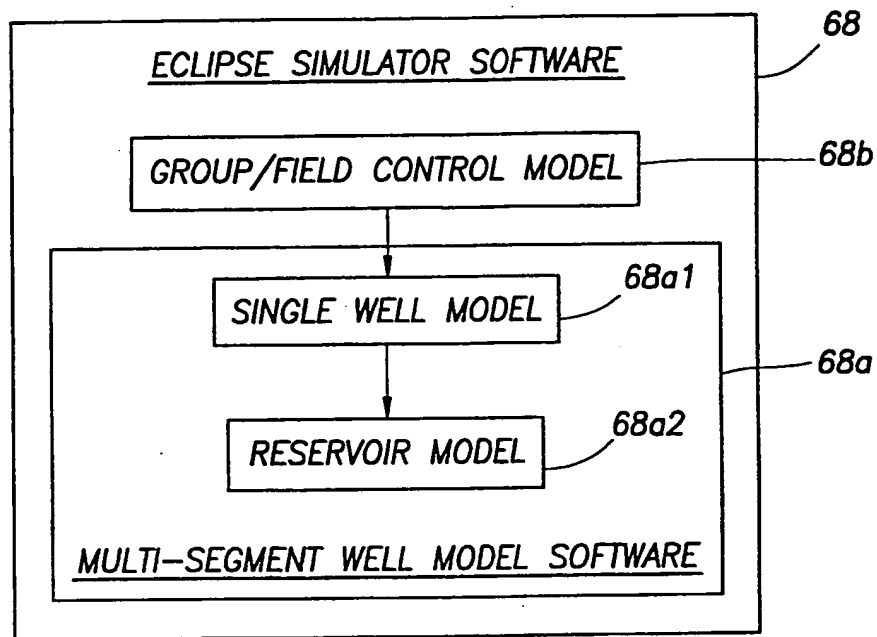 68
ECLIPSE SIMULATOR SOFTWARE
GROUP/FIELD CONTROL MODEL
68b
68a1
SINGLE WELL MODEL
68a
68a2
RESERVOIR MODEL
MULTI-SEGMENT WELL MODEL SOFTWARE